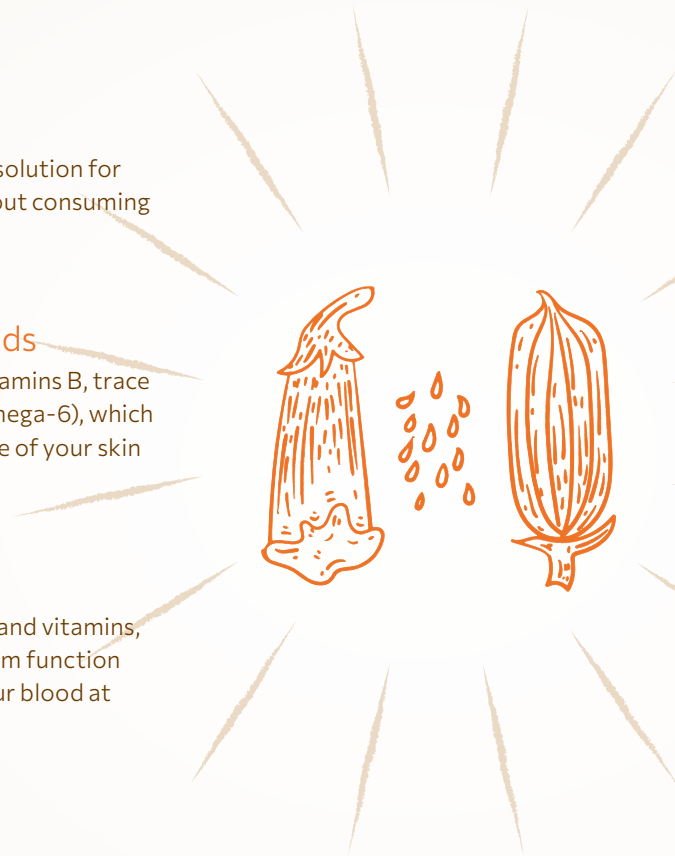 solution for
out consuming
ds
amins B, trace
nega-6), which
e of your skin
and vitamins,
m function
ur blood at